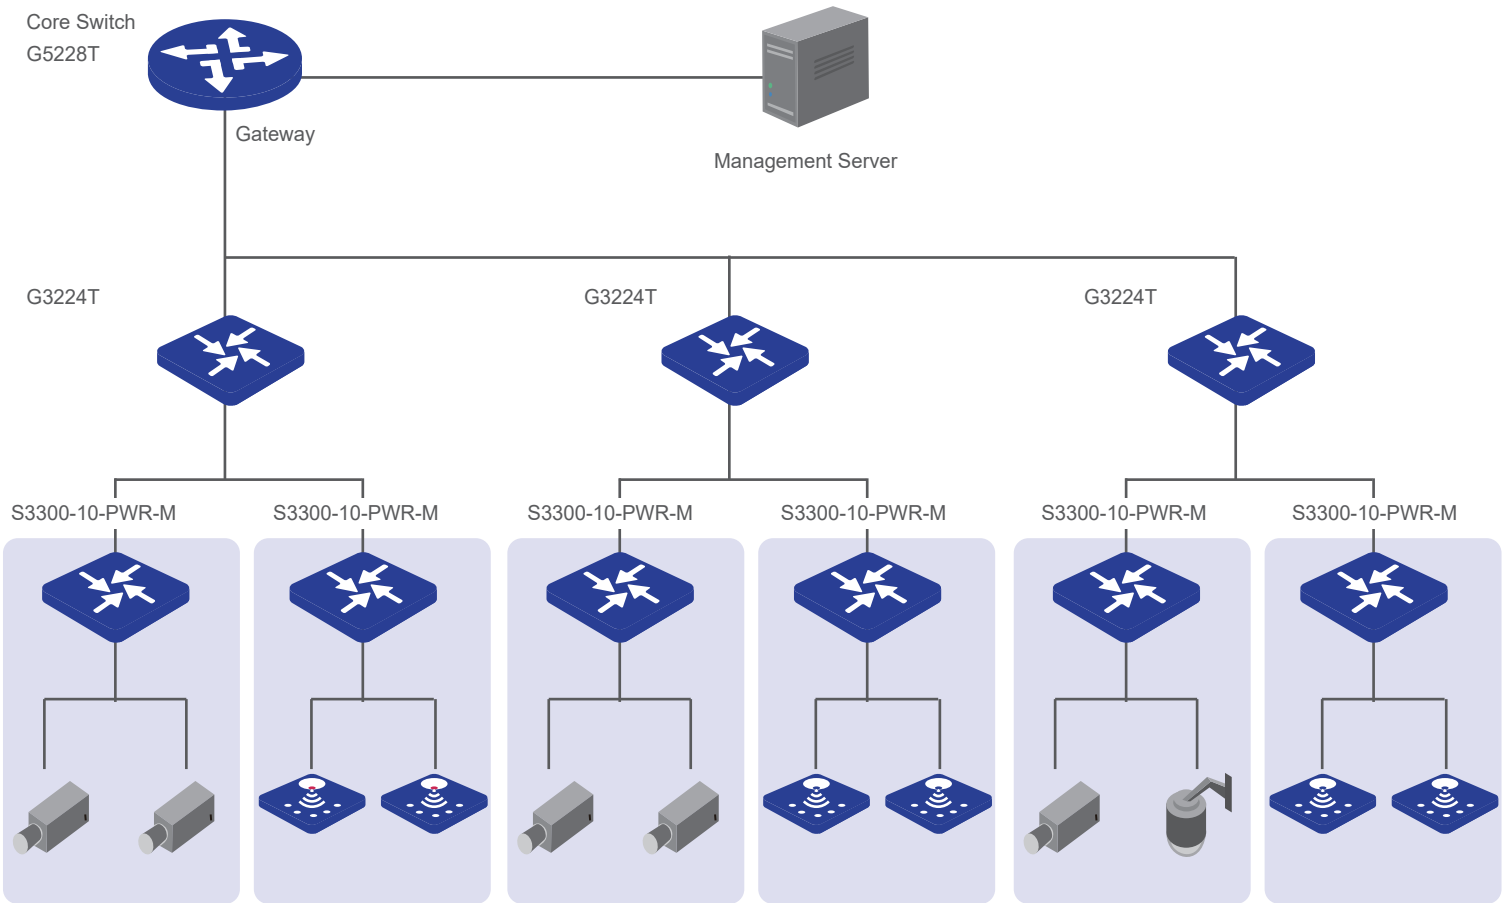 Core Switch
G5228T
Gateway
Management Server
G3224T
G3224T
G3224T
S3300-10-PWR-M
S3300-10-PWR-M
S3300-10-PWR-M
S3300-10-PWR-M
S3300-10-PWR-M
S3300-10-PWR-M